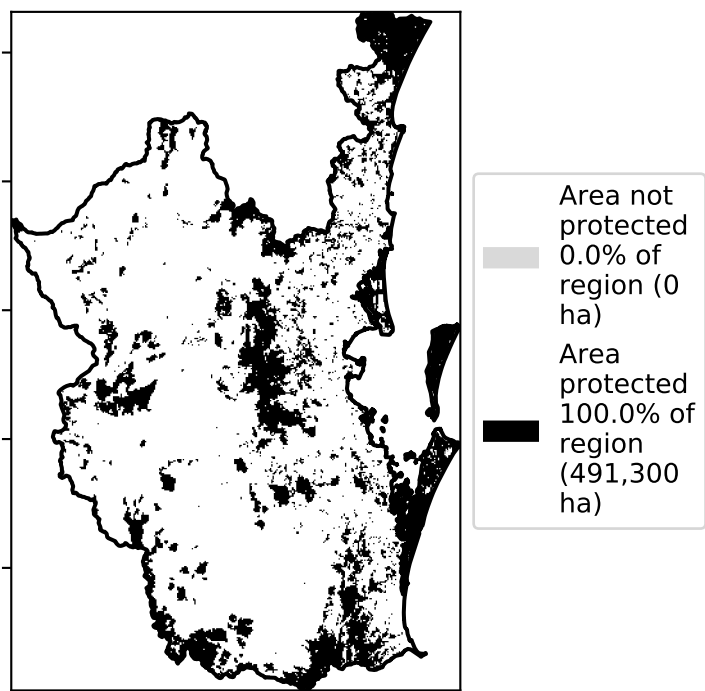 Area not
protected
0.0% of
region (0
ha)
Area
protected
100.0% of
region
(491,300
ha)